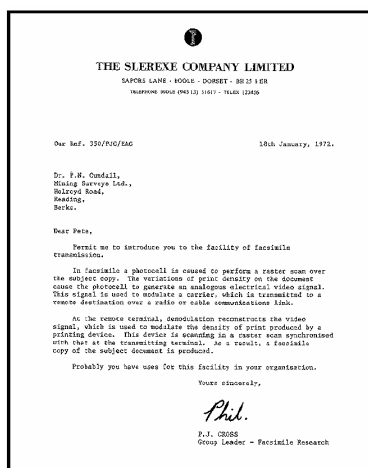 THE SLEREXE COMPANY LIMITED
SAPORS LANE - BOOLE - DORSET - BH 25 8 ER
TELEPHONE BOOLE (945 13) 51617 - TELEX 123456
Our Ref. 350/PJC/EAC
18th January, 1972.
Dr. P.N. Cundall,
Mining Surveys Ltd.,
Holroyd Road,
Reading,
Berks.
Dear Pete,
Permit me to introduce you to the facility of facsimile
transmission.
In facsimile a photocell is caused to perform a raster scan over
the subject copy. The variations of print density on the document
cause the photocell to generate an analogous electrical video signal.
This signal is used to modulate a carrier, which is transmitted to a
remote destination over a radio or cable communications link.
At the remote terminal, demodulation reconstructs the video
signal, which is used to modulate the density of print produced by a
printing device. This device is scanning in a raster scan synchronised
with that at the transmitting terminal. As a result, a facsimile
copy of the subject document is produced.
Probably you have uses for this facility in your organisation.
Yours sincerely,
Phil.
P.J. CROSS
Group Leader - Facsimile Research